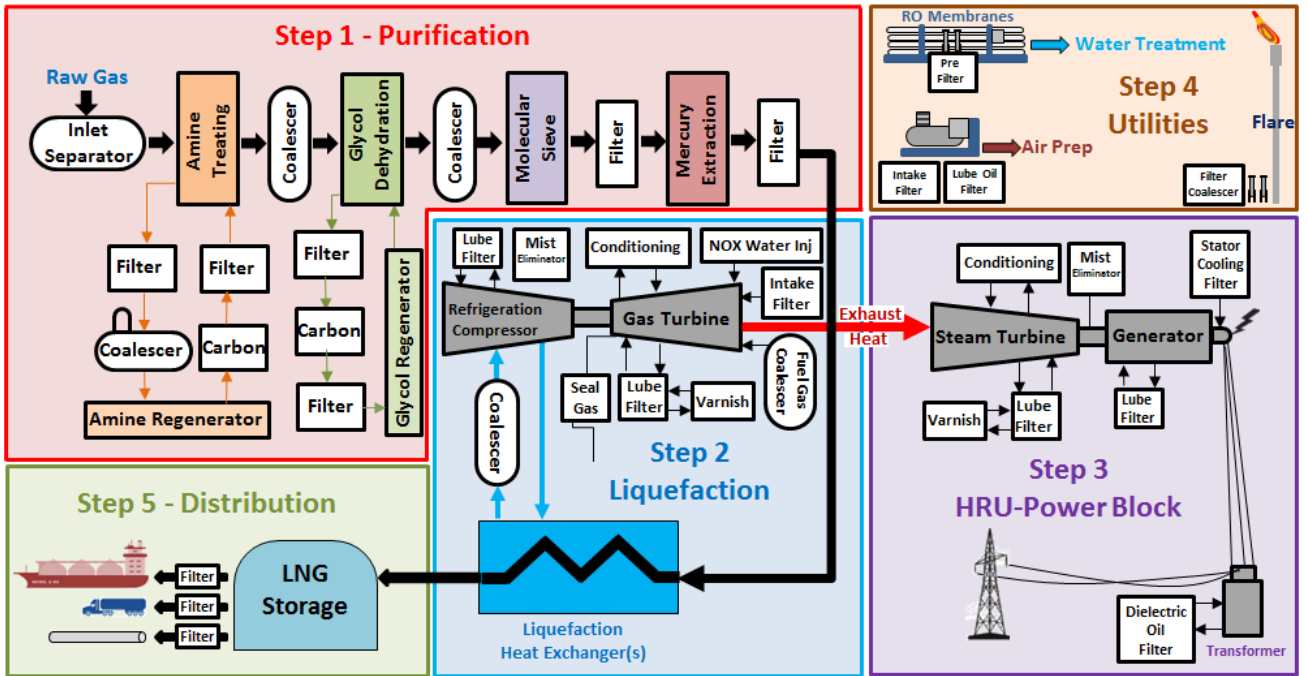 Step 1 - Purification
Raw Gas
Inlet
Separator
Amine
Treating
Coalescer
Glycol
Dehydration
Coalescer
Molecular
Sieve
Filter
Mercury
Extraction
Filter
Filter
Filter
Coalescer
Carbon
Amine Regenerator
Filter
Carbon
Filter
Glycol Regenerator
Step 4
Utilities
RO Membranes
Pre
Filter
Water Treatment
Air Prep
Intake
Filter
Lube Oil
Filter
Flare
Filter
Coalescer
Lube
Filter
Mist
Eliminator
Conditioning
NOX Water Inj
Intake
Filter
Refrigeration
Compressor
Gas Turbine
Exhaust
Heat
Fuel Gas
Coalescer
Seal
Gas
Lube
Filter
Varnish
Coalescer
Step 2
Liquefaction
Liquefaction
Heat Exchanger(s)
Conditioning
Mist
Eliminator
Stator
Cooling
Filter
Steam Turbine
Generator
Varnish
Lube
Filter
Lube
Filter
Step 3
HRU-Power Block
Dielectric
Oil
Filter
Transformer
Step 5 - Distribution
LNG
Storage
Filter
Filter
Filter